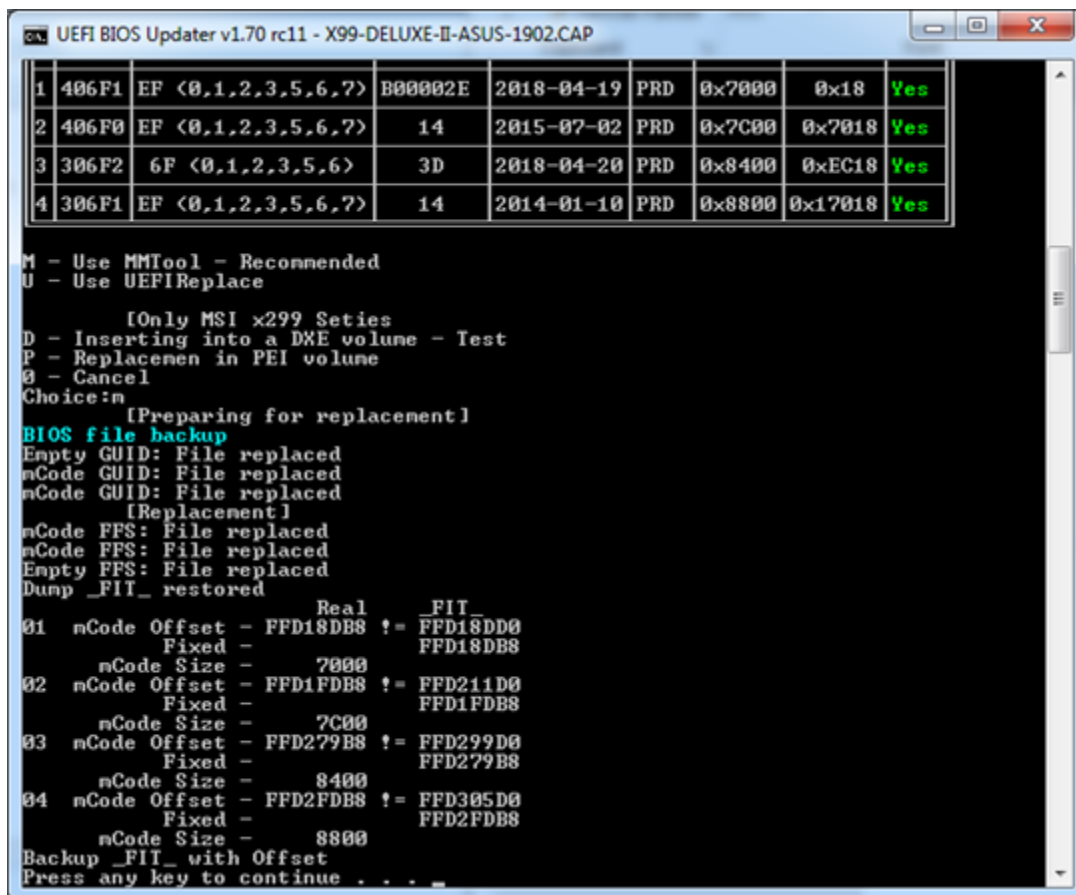 UEFI BIOS Updater v1.70 rc11 - X99-DELUXE-II-ASUS-1902.CAP
1 406F1 EF (0,1,2,3,5,6,7) B00002E 2018-04-19 PRD 0x7000 0x18 Yes
2 406F0 EF (0,1,2,3,5,6,7) 14 2015-07-02 PRD 0x7C00 0x7018 Yes
3 306F2 6F (0,1,2,3,5,6) 3D 2018-04-20 PRD 0x8400 0xEC18 Yes
4 306F1 EF (0,1,2,3,5,6,7) 14 2014-01-10 PRD 0x8800 0x17018 Yes
M - Use MMTool - Recommended
U - Use UEFIReplace
[Only MSI x299 Seties
D - Inserting into a DXE volume - Test
P - Replacemen in PEI volume
0 - Cancel
Choice:m
[Preparing for replacement]
BIOS file backup
Empty GUID: File replaced
mCode GUID: File replaced
mCode GUID: File replaced
[Replacement]
mCode FFS: File replaced
mCode FFS: File replaced
Empty FFS: File replaced
Dump _FIT_ restored
Real _FIT_
01 mCode Offset - FFD18DB8 != FFD18DD0
Fixed - FFD18DB8
mCode Size - 7000
02 mCode Offset - FFD1FDB8 != FFD211D0
Fixed - FFD1FDB8
mCode Size - 7C00
03 mCode Offset - FFD279B8 != FFD299D0
Fixed - FFD279B8
mCode Size - 8400
04 mCode Offset - FFD2FDB8 != FFD305D0
Fixed - FFD2FDB8
mCode Size - 8800
Backup _FIT_ with Offset
Press any key to continue . . . _